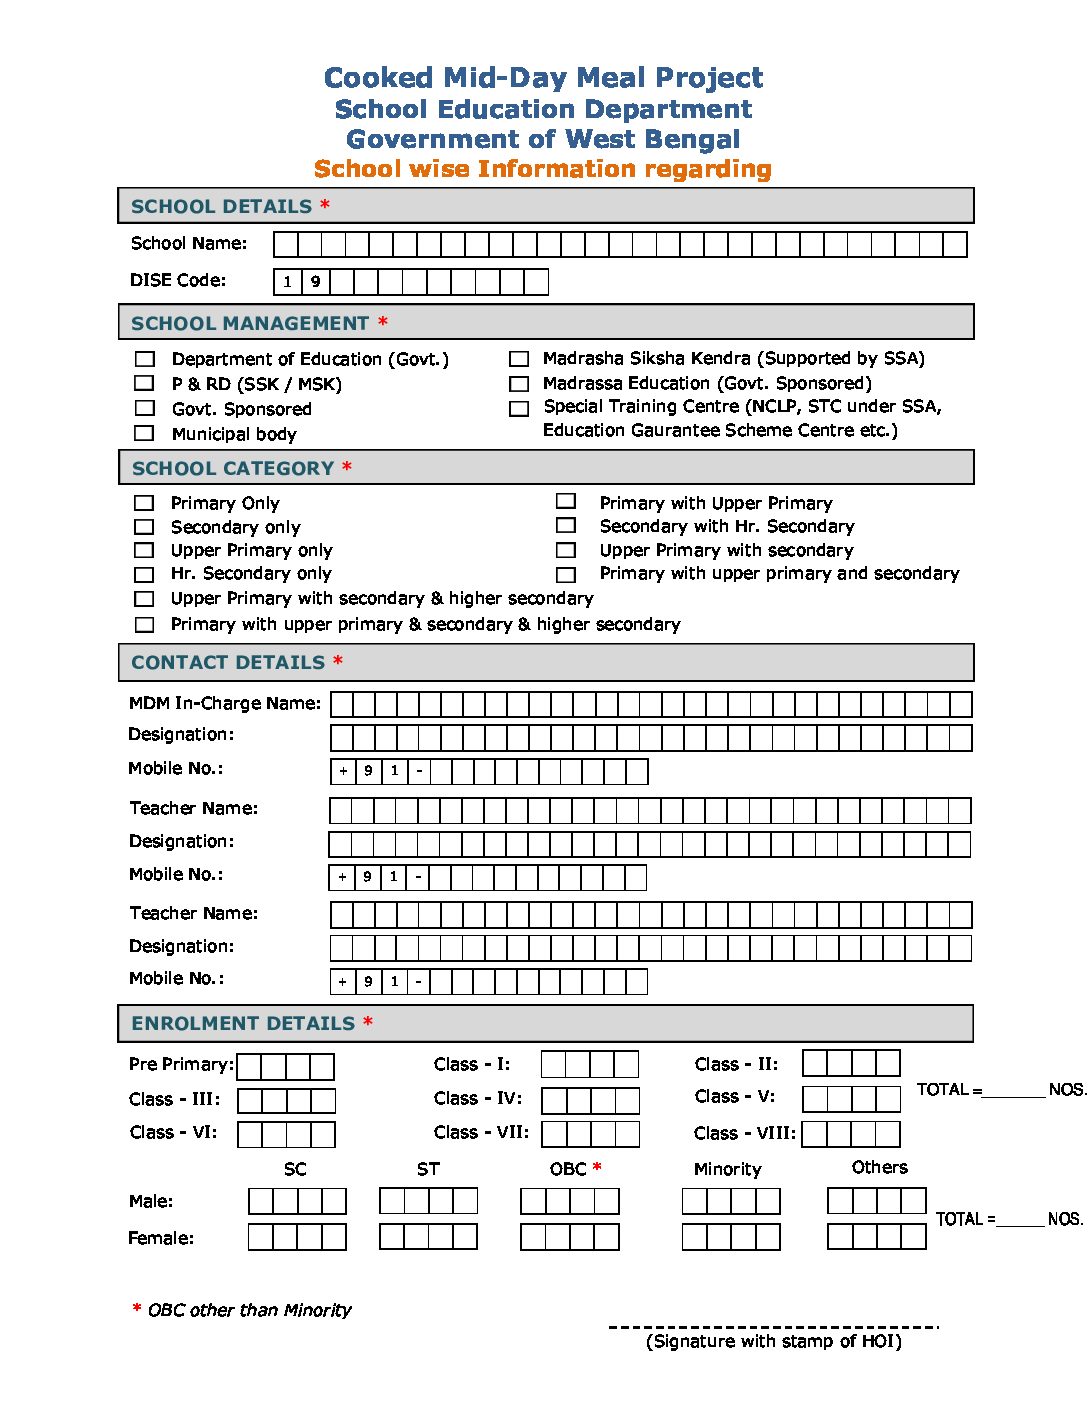 Cooked Mid-Day Meal Project
School Education Department
Government of West Bengal
School wise Information regarding
SCHOOL DETAILS *
School Name:
DISE Code: 1 9
SCHOOL MANAGEMENT *
Department of Education (Govt.) Madrasha Siksha Kendra (Supported by SSA)
P & RD (SSK / MSK) Madrassa Education (Govt. Sponsored)
Govt. Sponsored Special Training Centre (NCLP, STC under SSA,
Municipal body Education Gaurantee Scheme Centre etc.)
SCHOOL CATEGORY *
Primary Only Primary with Upper Primary
Secondary only Secondary with Hr. Secondary
Upper Primary only Upper Primary with secondary
Hr. Secondary only Primary with upper primary and secondary
Upper Primary with secondary & higher secondary
Primary with upper primary & secondary & higher secondary
CONTACT DETAILS *
MDM In-Charge Name:
Designation:
Mobile No.: + 9 1 -
Teacher Name:
Designation:
Mobile No.: + 9 1 -
Teacher Name:
Designation:
Mobile No.: + 9 1 -
ENROLMENT DETAILS *
Pre Primary: Class - I: Class - II:
Class - III: Class - IV: Class - V: TOTAL =_______ NOS.
Class - VI: Class - VII: Class - VIII:
SC ST OBC * Minority Others
Male:
TOTAL =______ NOS.
Female:
* OBC other than Minority
(Signature with stamp of HOI)